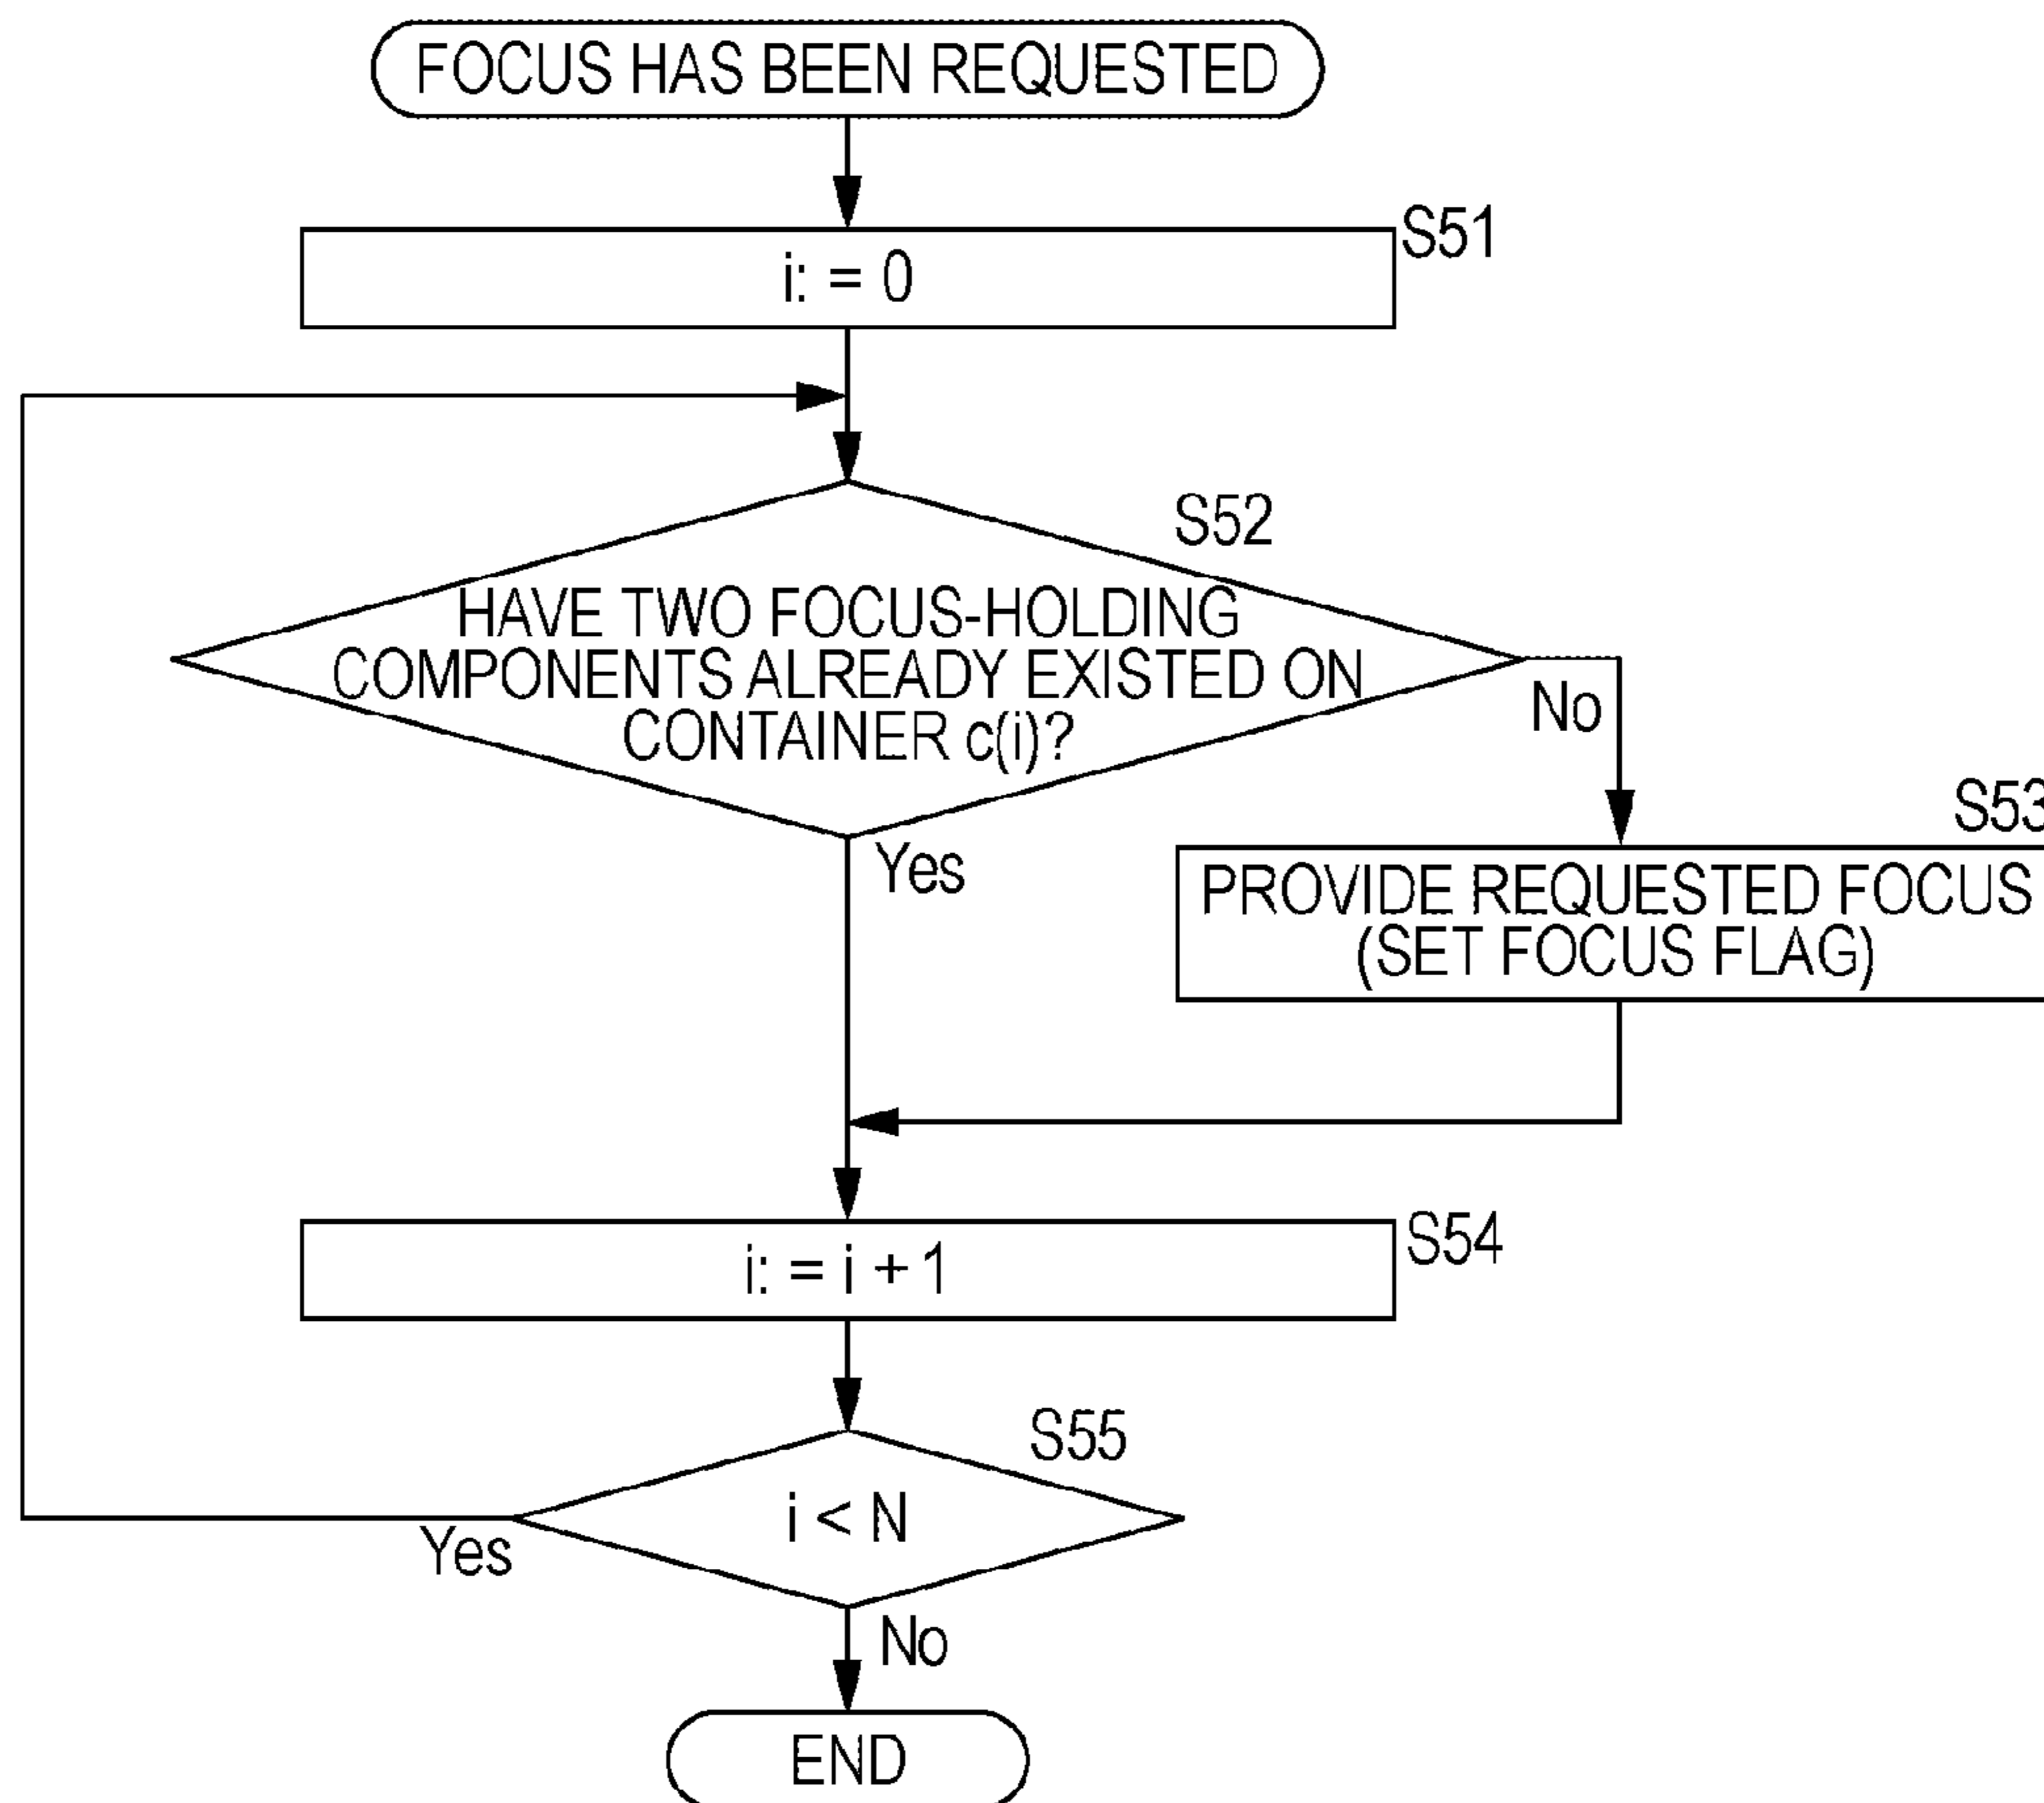 FOCUS HAS BEEN REQUESTED
S51
i: = 0
S52
HAVE TWO FOCUS-HOLDING
COMPONENTS ALREADY EXISTED ON
CONTAINER c(i)?
No
Yes
S53
PROVIDE REQUESTED FOCUS
(SET FOCUS FLAG)
S54
i: = i + 1
S55
i < N
Yes
No
END